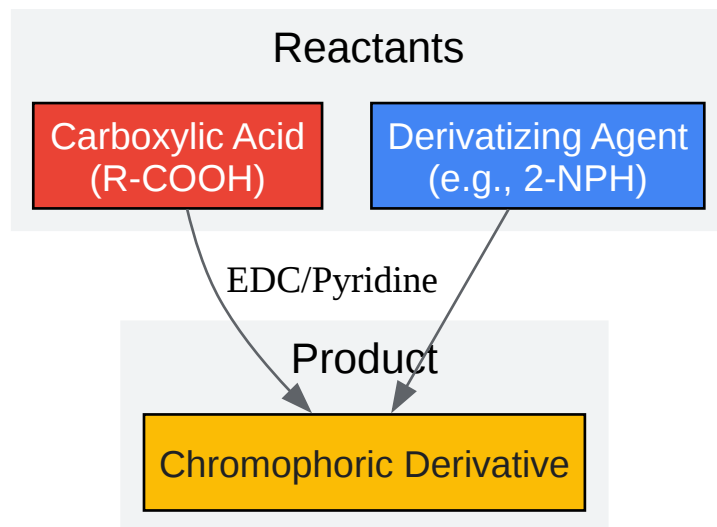 Reactants
Carboxylic Acid
(R-COOH)
Derivatizing Agent
(e.g., 2-NPH)
EDC/Pyridine
Product
Chromophoric Derivative